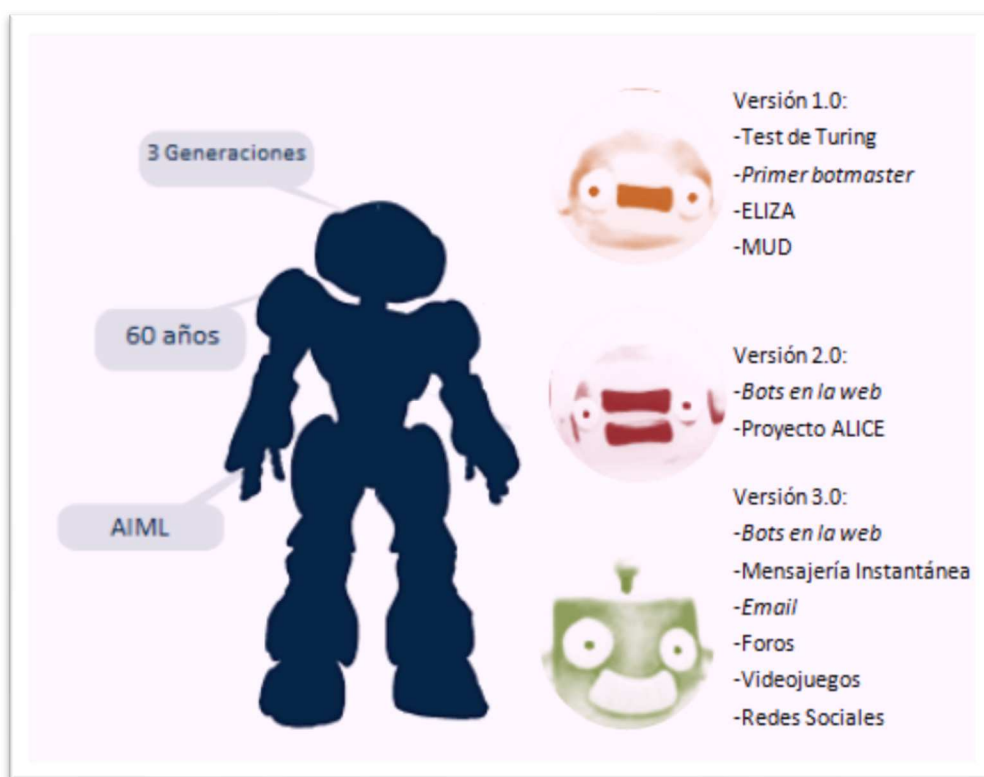 3 Generaciones
60 años
AIML
Versión 1.0:
-Test de Turing
-Primer botmaster
-ELIZA
-MUD
Versión 2.0:
-Bots en la web
-Proyecto ALICE
Versión 3.0:
-Bots en la web
-Mensajería Instantánea
-Email
-Foros
-Videojuegos
-Redes Sociales